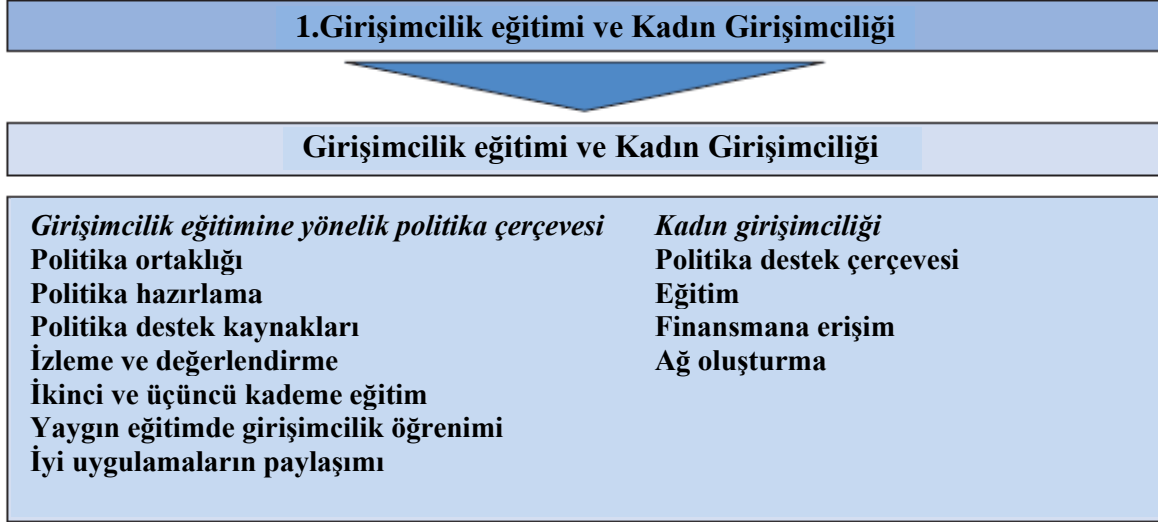 1.Girişimcilik eğitimi ve Kadın Girişimciliği
Girişimcilik eğitimi ve Kadın Girişimciliği
Girişimcilik eğitimine yönelik politika çerçevesi
Politika ortaklığı
Politika hazırlama
Politika destek kaynakları
İzleme ve değerlendirme
İkinci ve üçüncü kademe eğitim
Yaygın eğitimde girişimcilik öğrenimi
İyi uygulamaların paylaşımı
Kadın girişimciliği
Politika destek çerçevesi
Eğitim
Finansmana erişim
Ağ oluşturma